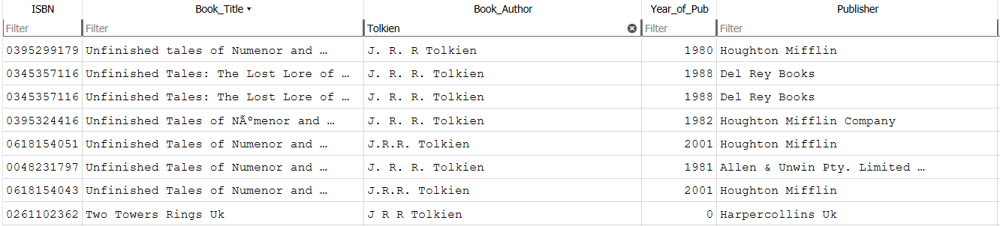 ISBN Book_Title Book_Author Year_of_Pub Publisher
Filter Filter Tolkien Filter Filter
0395299179 Unfinished tales of Numenor and … J. R. R Tolkien 1980 Houghton Mifflin
0345357116 Unfinished Tales: The Lost Lore of … J. R. R. Tolkien 1988 Del Rey Books
0345357116 Unfinished Tales: The Lost Lore of … J. R. R. Tolkien 1988 Del Rey Books
0395324416 Unfinished Tales of NÃºmenor and … J. R. R. Tolkien 1982 Houghton Mifflin Company
0618154051 Unfinished Tales of Numenor and … J.R.R. Tolkien 2001 Houghton Mifflin
0048231797 Unfinished Tales of Numenor and … J. R. R. Tolkien 1981 Allen & Unwin Pty. Limited …
0618154043 Unfinished Tales of Numenor and … J.R.R. Tolkien 2001 Houghton Mifflin
0261102362 Two Towers Rings Uk J R R Tolkien 0 Harpercollins Uk